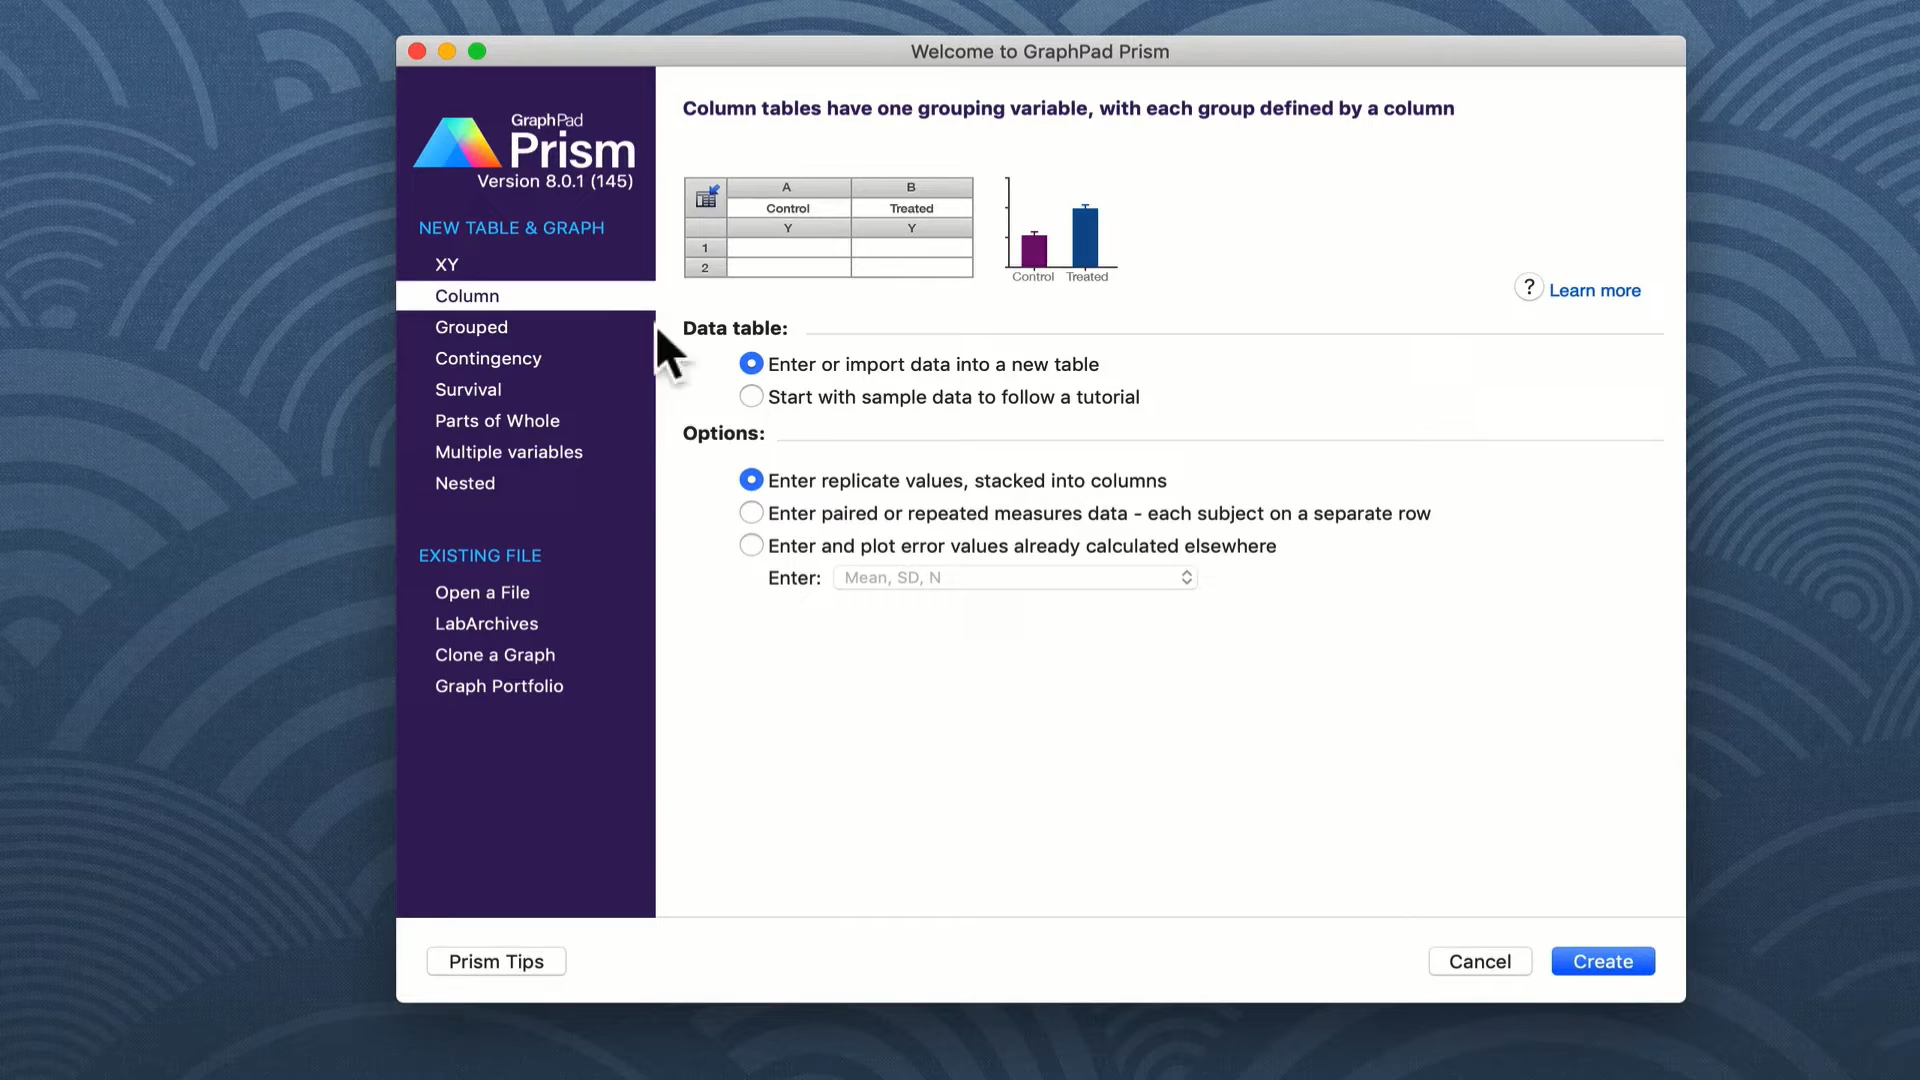 Welcome to GraphPad Prism
GraphPad
Prism
Version 8.0.1 (145)
NEW TABLE & GRAPH
XY
Column
Grouped
Contingency
Survival
Parts of Whole
Multiple variables
Nested
EXISTING FILE
Open a File
LabArchives
Clone a Graph
Graph Portfolio
Column tables have one grouping variable, with each group defined by a column
A B
Control Treated
Y Y
1
2
Control Treated
? Learn more
Data table:
Enter or import data into a new table
Start with sample data to follow a tutorial
Options:
Enter replicate values, stacked into columns
Enter paired or repeated measures data - each subject on a separate row
Enter and plot error values already calculated elsewhere
Enter: Mean, SD, N
Prism Tips
Cancel
Create